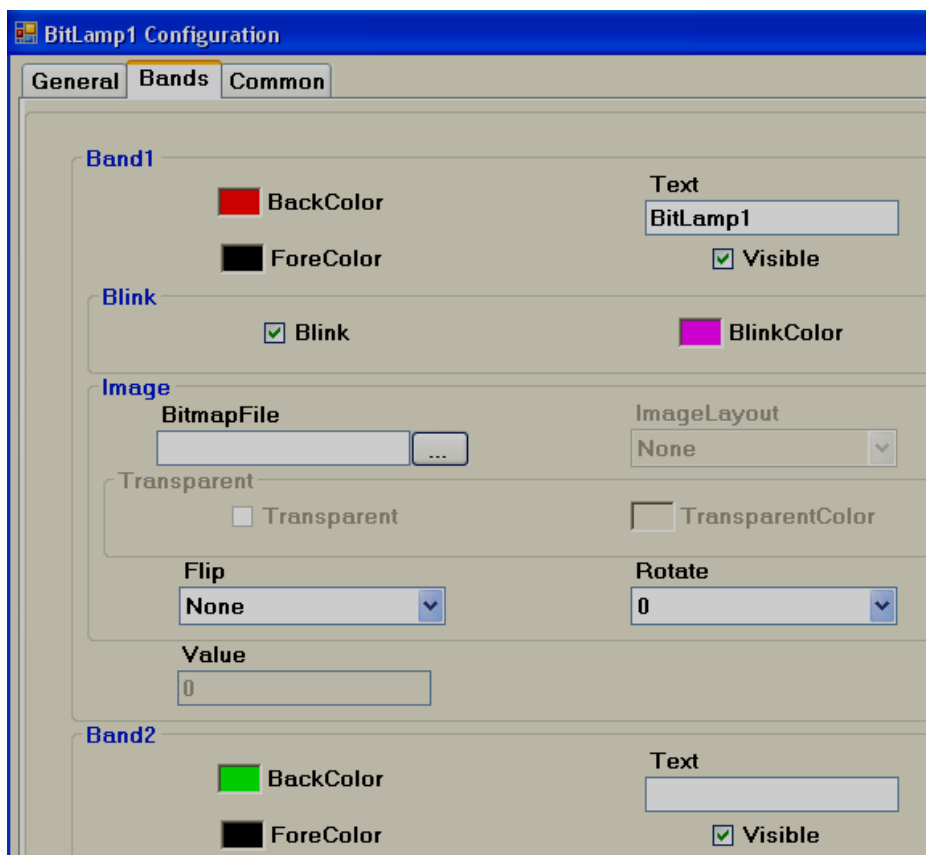 BitLamp1 Configuration
General Bands Common
Band1
BackColor
Text
BitLamp1
ForeColor
Visible
Blink
Blink
BlinkColor
Image
BitmapFile
ImageLayout
...
None
Transparent
Transparent
TransparentColor
Flip
Rotate
None
0
Value
0
Band2
BackColor
Text
ForeColor
Visible